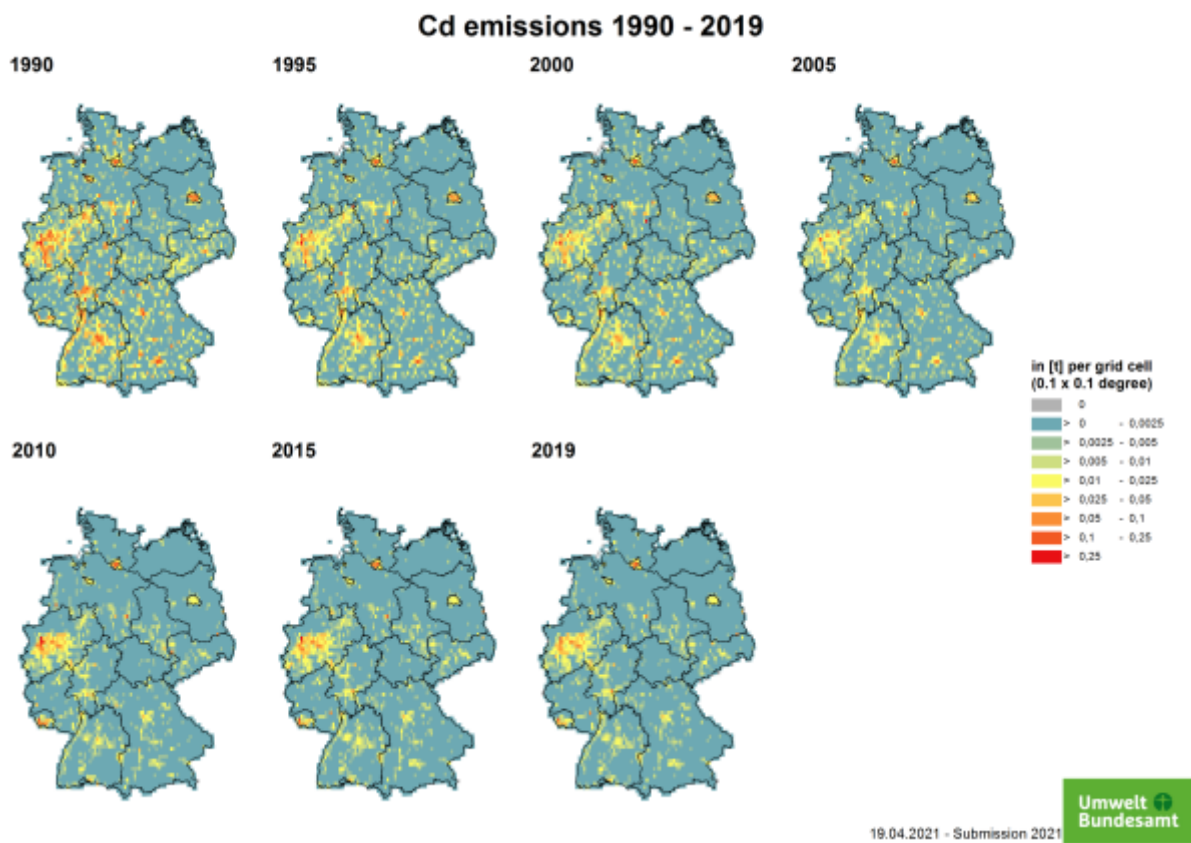 Cd emissions 1990 - 2019
1990
1995
2000
2005
in [t] per grid cell
(0.1 x 0.1 degree)
0
> 0 - 0,0025
> 0,0025 - 0,005
> 0,005 - 0,01
> 0,01 - 0,025
> 0,025 - 0,05
> 0,05 - 0,1
> 0,1 - 0,25
> 0,25
2010
2015
2019
Umwelt
Bundesamt
19.04.2021 - Submission 2021